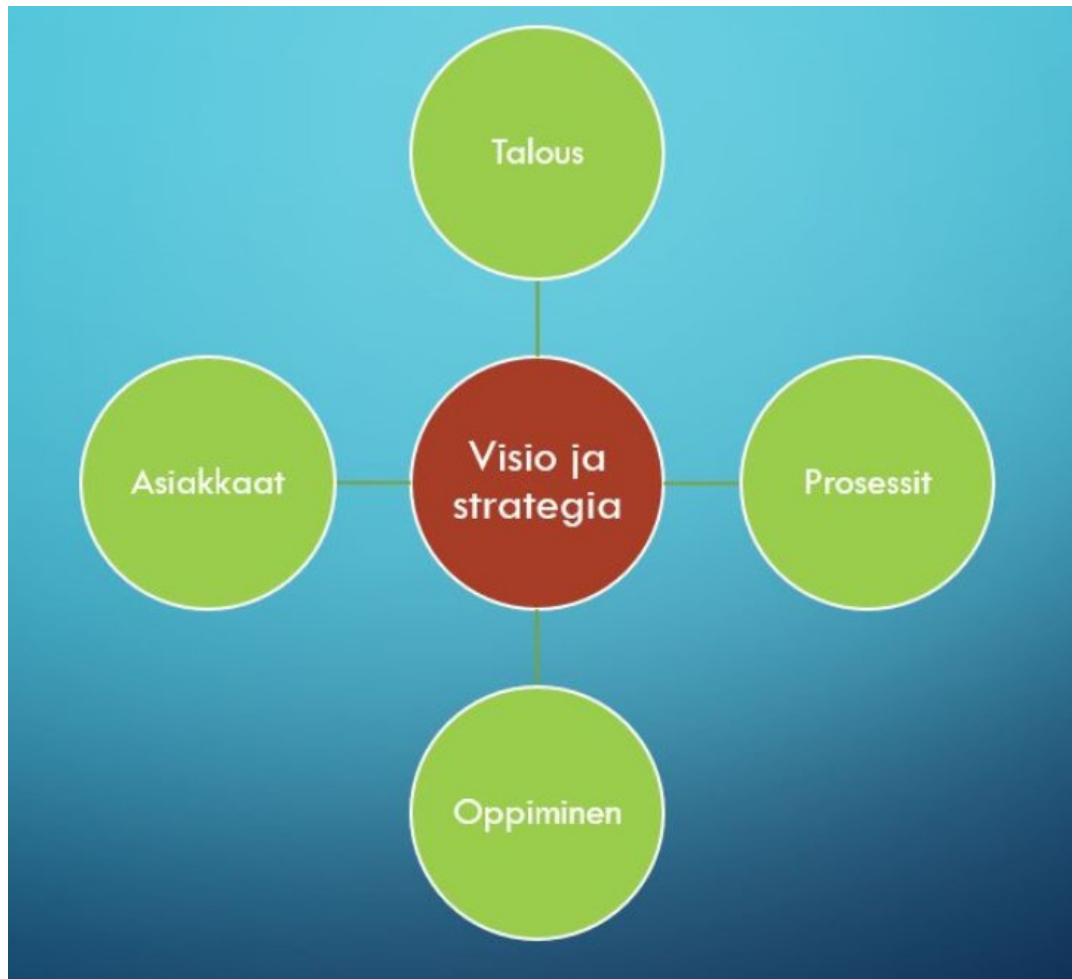 Talous
Asiakkaat
Visio ja
strategia
Prosessit
Oppiminen